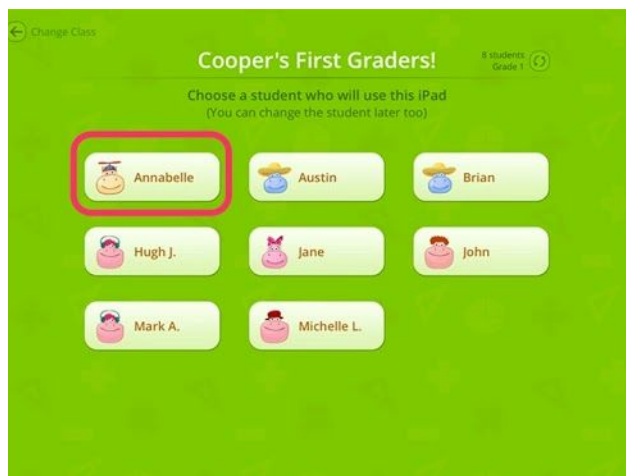 Change Class
Cooper's First Graders!
8 students
Grade 1
Choose a student who will use this iPad
(You can change the student later too)
Annabelle
Austin
Brian
Hugh J.
Jane
John
Mark A.
Michelle L.